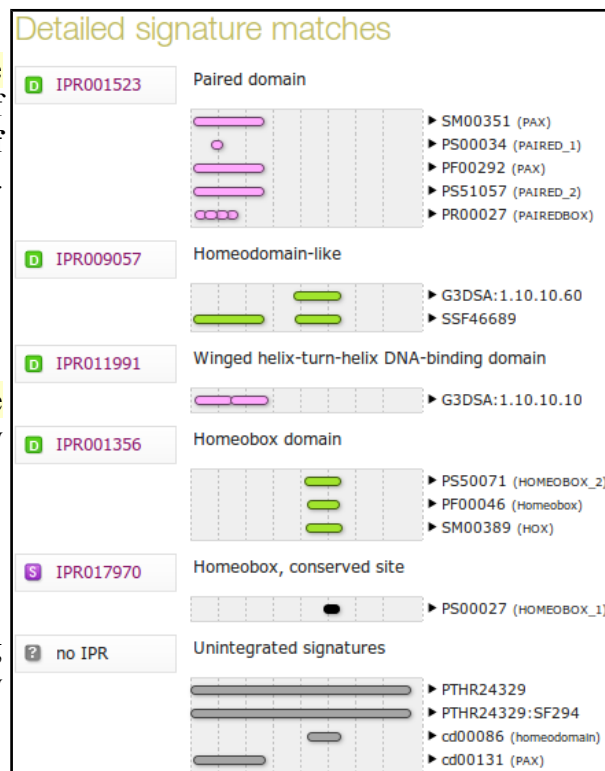 Detailed signature matches
D IPR001523 Paired domain
SM00351 (PAX)
PS00034 (PAIRED_1)
PF00292 (PAX)
PS51057 (PAIRED_2)
PR00027 (PAIREDBOX)
D IPR009057 Homeodomain-like
G3DSA:1.10.10.60
SSF46689
D IPR011991 Winged helix-turn-helix DNA-binding domain
G3DSA:1.10.10.10
D IPR001356 Homeobox domain
PS50071 (HOMEOBOX_2)
PF00046 (Homeobox)
SM00389 (HOX)
S IPR017970 Homeobox, conserved site
PS00027 (HOMEOBOX_1)
? no IPR Unintegrated signatures
PTHR24329
PTHR24329:SF294
cd00086 (homeodomain)
cd00131 (PAX)